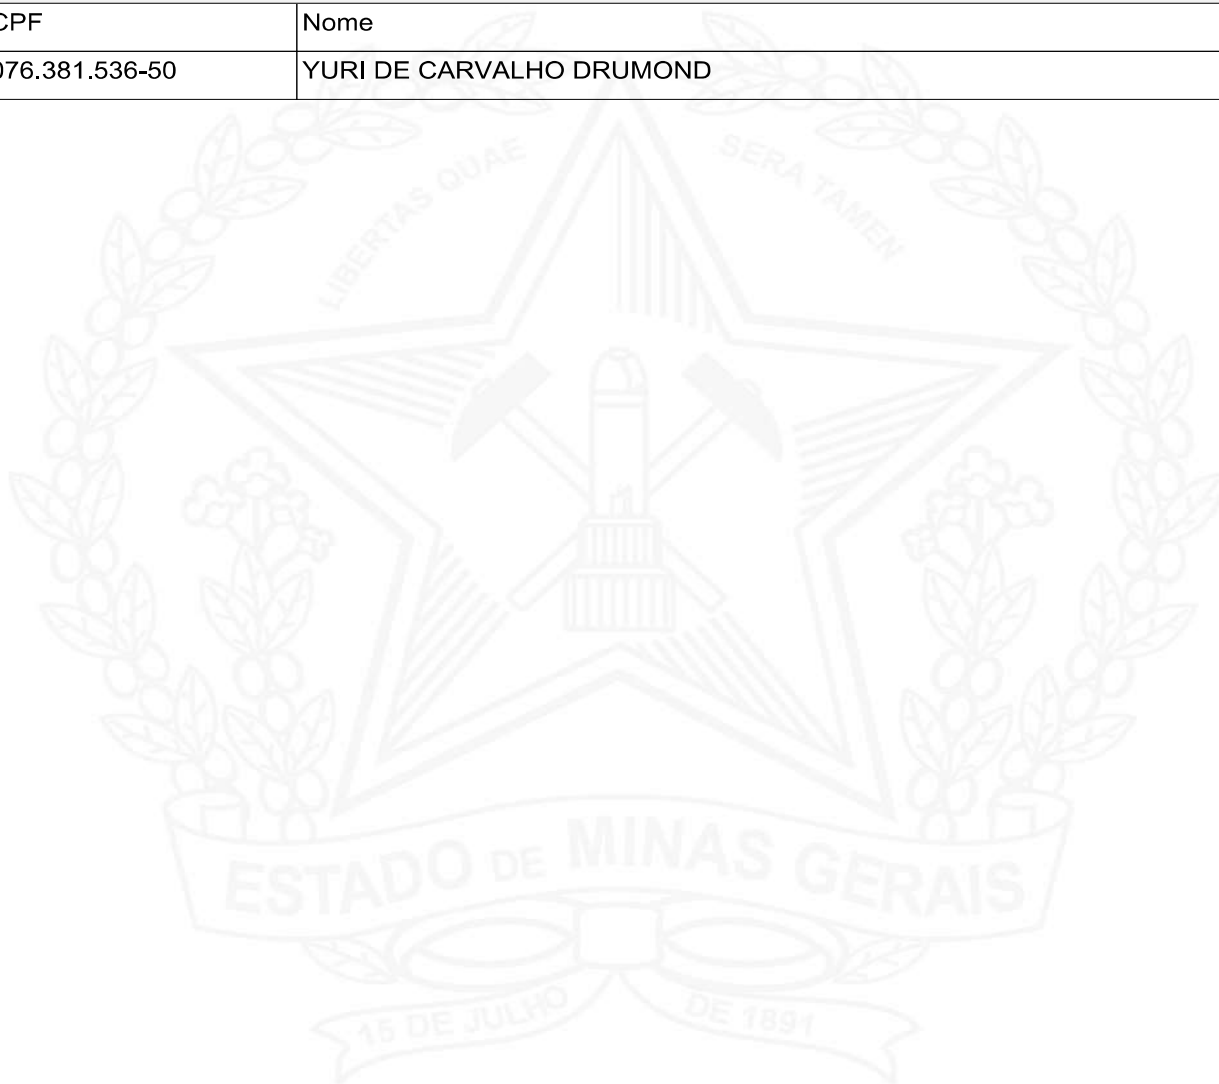 CPF Nome
076.381.536-50 YURI DE CARVALHO DRUMOND
LIBERTAS QUAE SERA TAMEN
ESTADO DE MINAS GERAIS
15 DE JULHO DE 1891